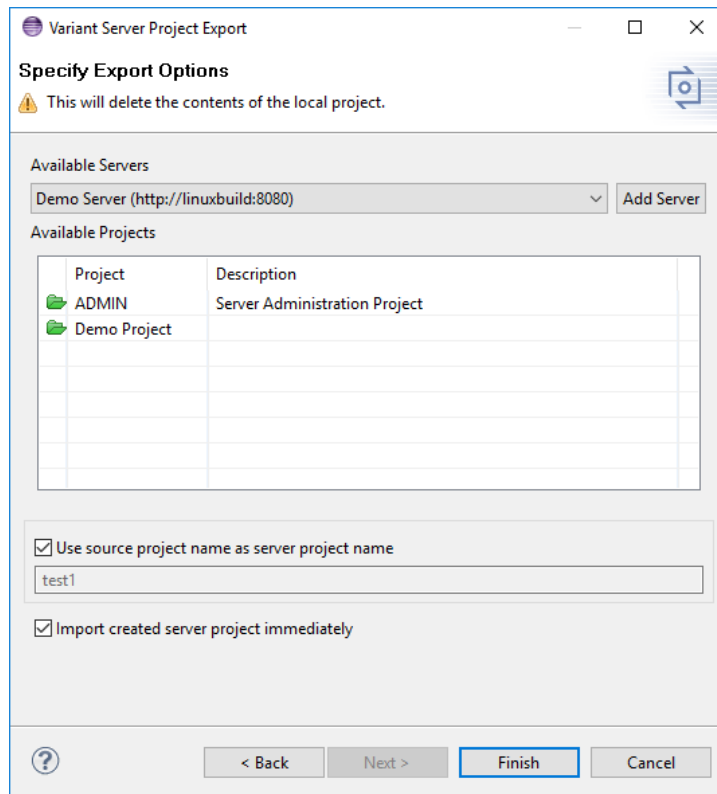 Variant Server Project Export
Specify Export Options
This will delete the contents of the local project.
Available Servers
Demo Server (http://linuxbuild:8080) Add Server
Available Projects
Project Description
ADMIN Server Administration Project
Demo Project
Use source project name as server project name
test1
Import created server project immediately
? < Back Next > Finish Cancel